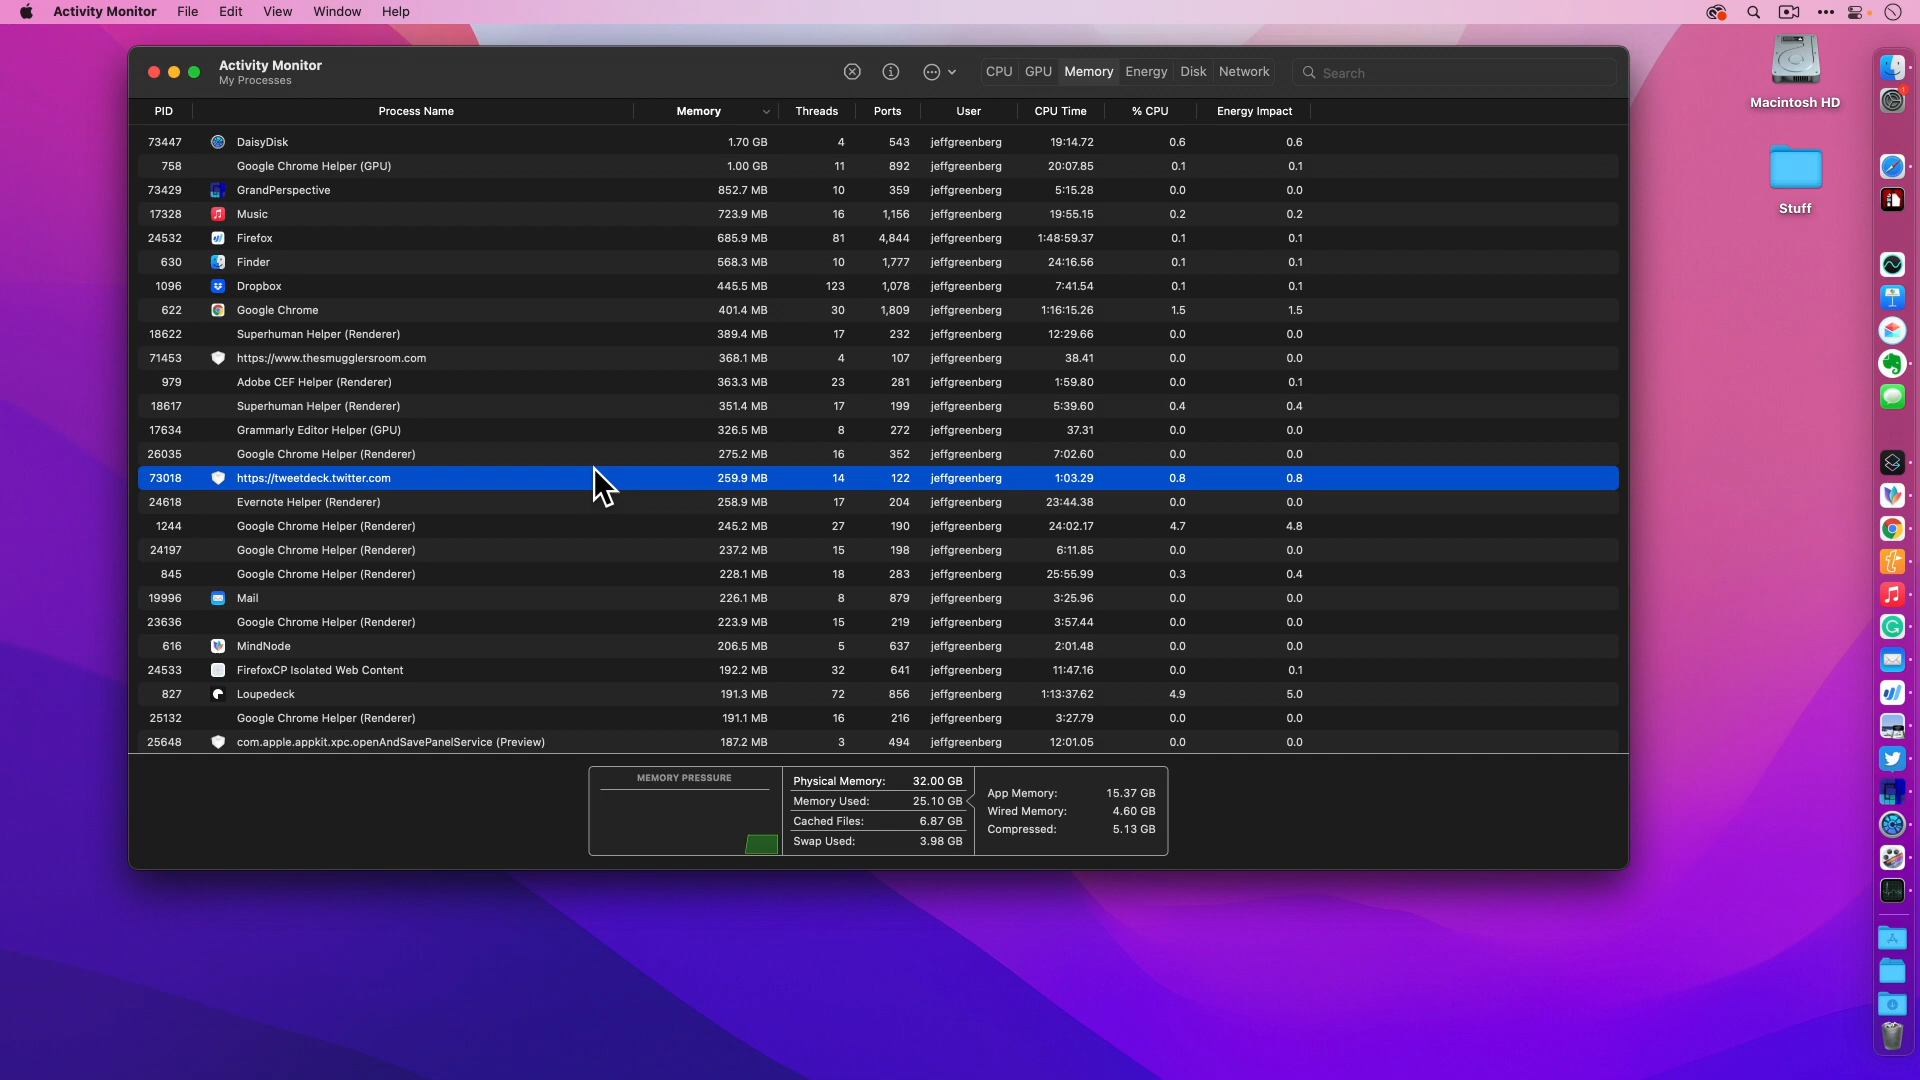 Activity Monitor File Edit View Window Help
Activity Monitor
My Processes
CPU GPU Memory Energy Disk Network Search
PID Process Name Memory Threads Ports User CPU Time % CPU Energy Impact
73447 DaisyDisk 1.70 GB 4 543 jeffgreenberg 19:14.72 0.6 0.6
758 Google Chrome Helper (GPU) 1.00 GB 11 892 jeffgreenberg 20:07.85 0.1 0.1
73429 GrandPerspective 852.7 MB 10 359 jeffgreenberg 5:15.28 0.0 0.0
17328 Music 723.9 MB 16 1,156 jeffgreenberg 19:55.15 0.2 0.2
24532 Firefox 685.9 MB 81 4,844 jeffgreenberg 1:48:59.37 0.1 0.1
630 Finder 568.3 MB 10 1,777 jeffgreenberg 24:16.56 0.1 0.1
1096 Dropbox 445.5 MB 123 1,078 jeffgreenberg 7:41.54 0.1 0.1
622 Google Chrome 401.4 MB 30 1,809 jeffgreenberg 1:16:15.26 1.5 1.5
18622 Superhuman Helper (Renderer) 389.4 MB 17 232 jeffgreenberg 12:29.66 0.0 0.0
71453 https://www.thesmugglersroom.com 368.1 MB 4 107 jeffgreenberg 38.41 0.0 0.0
979 Adobe CEF Helper (Renderer) 363.3 MB 23 281 jeffgreenberg 1:59.80 0.0 0.1
18617 Superhuman Helper (Renderer) 351.4 MB 17 199 jeffgreenberg 5:39.60 0.4 0.4
17634 Grammarly Editor Helper (GPU) 326.5 MB 8 272 jeffgreenberg 37.31 0.0 0.0
26035 Google Chrome Helper (Renderer) 275.2 MB 16 352 jeffgreenberg 7:02.60 0.0 0.0
73018 https://tweetdeck.twitter.com 259.9 MB 14 122 jeffgreenberg 1:03.29 0.8 0.8
24618 Evernote Helper (Renderer) 258.9 MB 17 204 jeffgreenberg 23:44.38 0.0 0.0
1244 Google Chrome Helper (Renderer) 245.2 MB 27 190 jeffgreenberg 24:02.17 4.7 4.8
24197 Google Chrome Helper (Renderer) 237.2 MB 15 198 jeffgreenberg 6:11.85 0.0 0.0
845 Google Chrome Helper (Renderer) 228.1 MB 18 283 jeffgreenberg 25:55.99 0.3 0.4
19996 Mail 226.1 MB 8 879 jeffgreenberg 3:25.96 0.0 0.0
23636 Google Chrome Helper (Renderer) 223.9 MB 15 219 jeffgreenberg 3:57.44 0.0 0.0
616 MindNode 206.5 MB 5 637 jeffgreenberg 2:01.48 0.0 0.0
24533 FirefoxCP Isolated Web Content 192.2 MB 32 641 jeffgreenberg 11:47.16 0.0 0.1
827 Loupedeck 191.3 MB 72 856 jeffgreenberg 1:13:37.62 4.9 5.0
25132 Google Chrome Helper (Renderer) 191.1 MB 16 216 jeffgreenberg 3:27.79 0.0 0.0
25648 com.apple.appkit.xpc.openAndSavePanelService (Preview) 187.2 MB 3 494 jeffgreenberg 12:01.05 0.0 0.0
MEMORY PRESSURE
Physical Memory: 32.00 GB
Memory Used: 25.10 GB
Cached Files: 6.87 GB
Swap Used: 3.98 GB
App Memory: 15.37 GB
Wired Memory: 4.60 GB
Compressed: 5.13 GB
Macintosh HD
Stuff